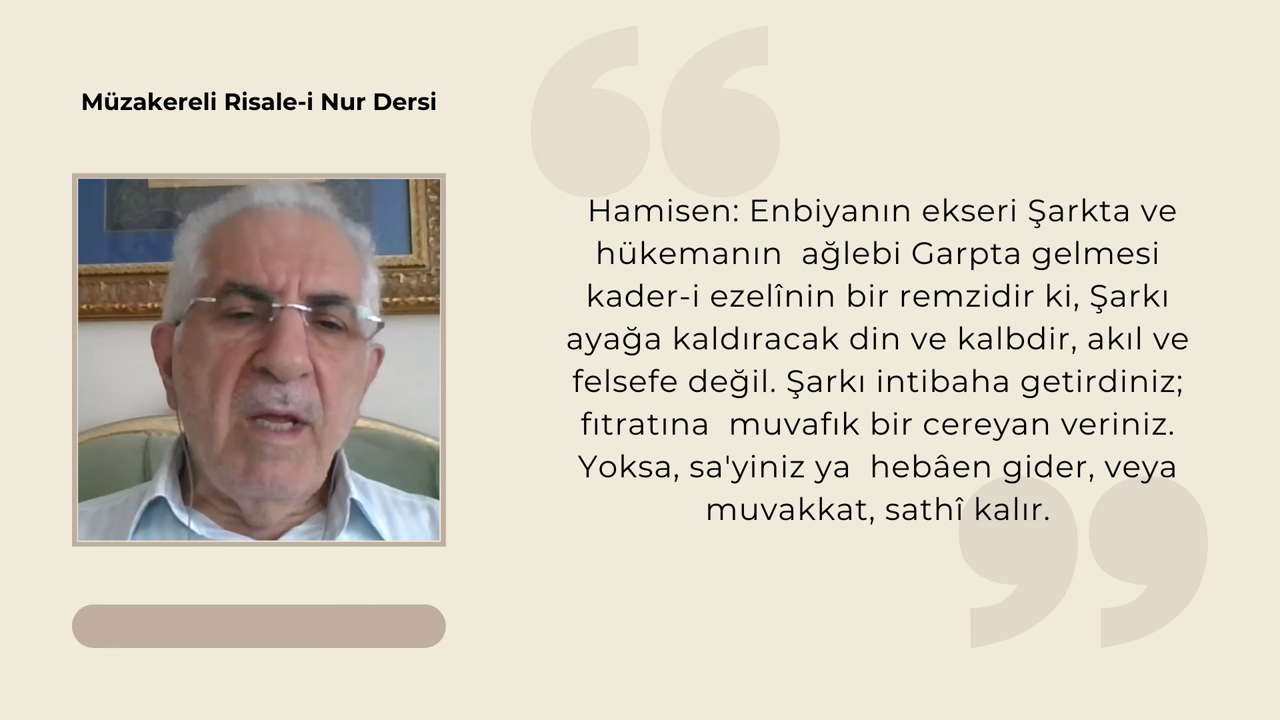 Müzakereli Risale-i Nur Dersi
Hamisen: Enbiyanın ekseri Şarkta ve
hükemanın  ağlebi Garpta gelmesi
kader-i ezelînin bir remzidir ki, Şarkı
ayağa kaldıracak din ve kalbdir, akıl ve
felsefe değil. Şarkı intibaha getirdiniz;
fıtratına  muvafık bir cereyan veriniz.
Yoksa, sa'yiniz ya  hebâen gider, veya
muvakkat, sathî kalır.